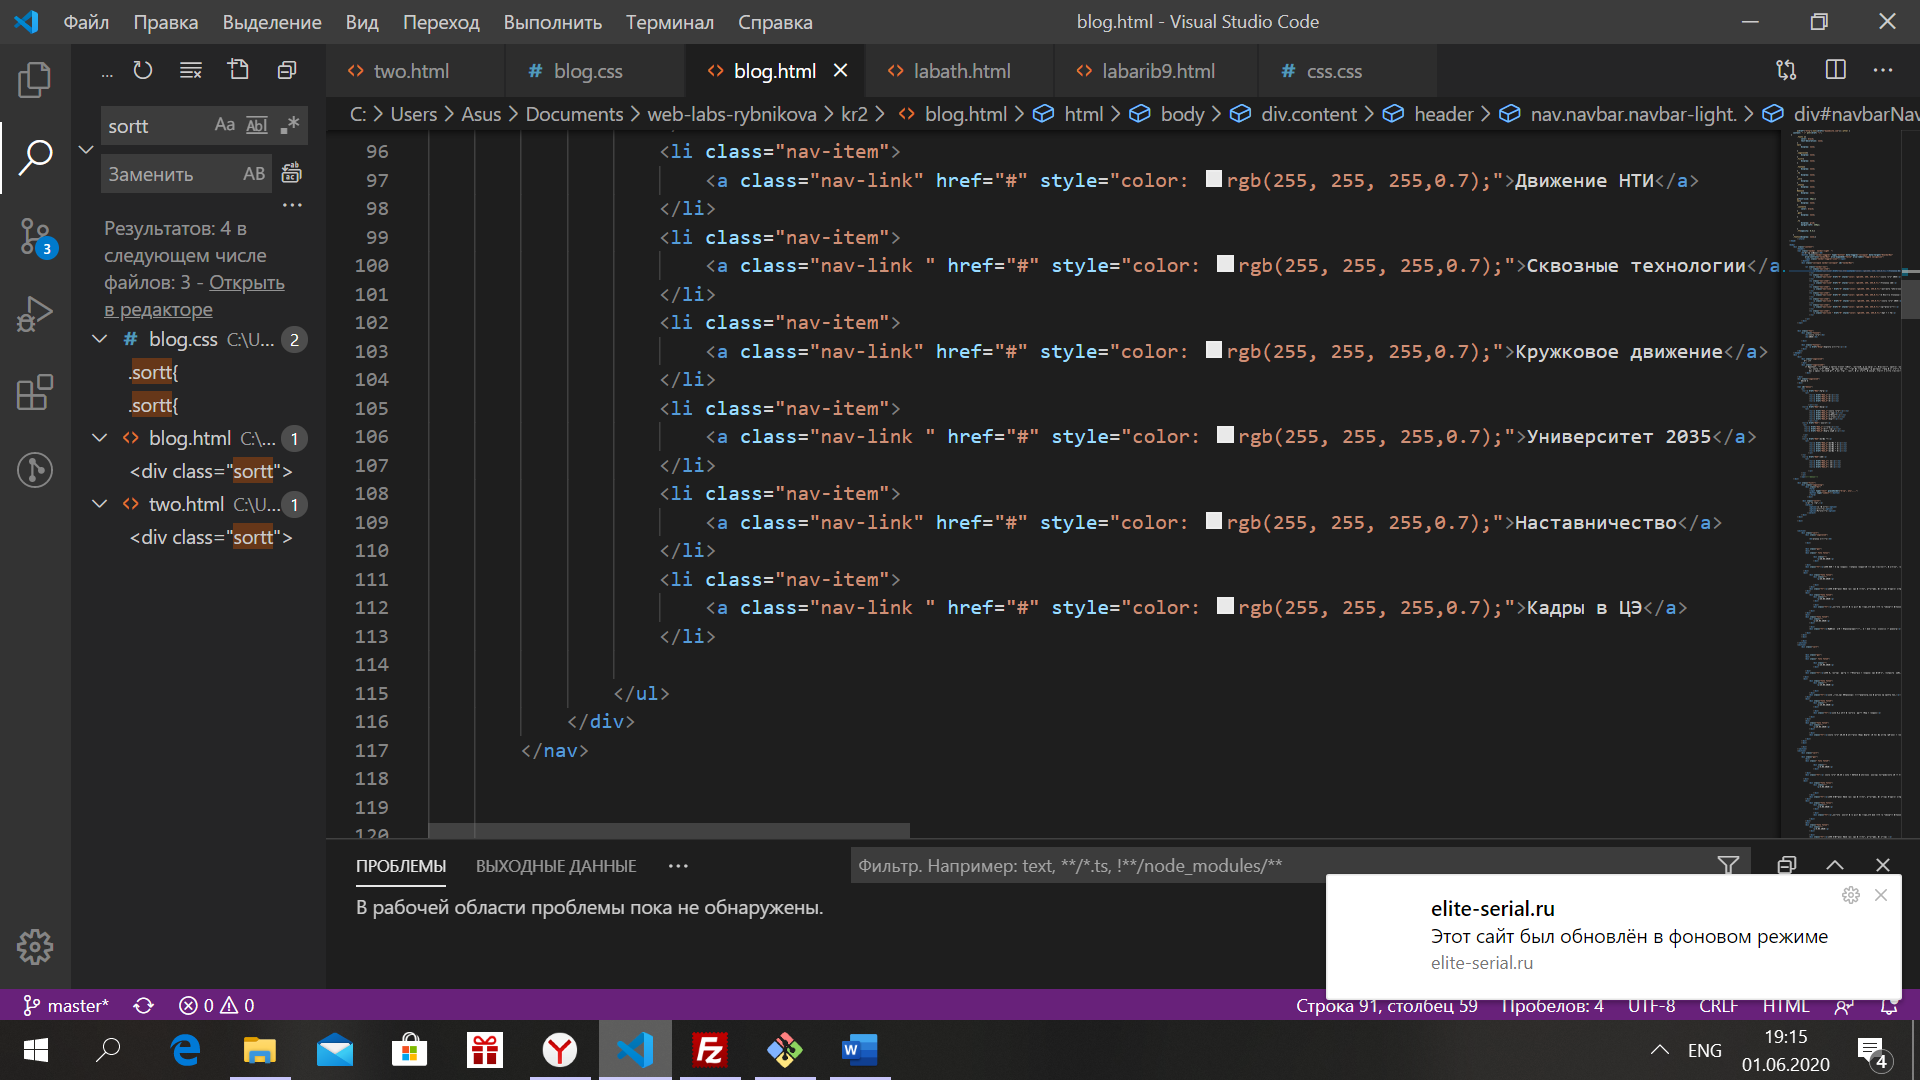 Файл Правка Выделение Вид Переход Выполнить Терминал Справка blog.html - Visual Studio Code
two.html # blog.css blog.html labath.html labarib9.html # css.css
C: > Users > Asus > Documents > web-labs-rybnikova > kr2 > blog.html > html > body > div.content > header > nav.navbar.navbar-light. > div#navbarNav
sortt Aa Abl
Заменить AB
Результатов: 4 в
следующем числе
файлов: 3 - Открыть
в редакторе
# blog.css C:\U... 2
.sortt{
.sortt{
blog.html C:\... 1
<div class="sortt">
two.html C:\U... 1
<div class="sortt">
3
96 <li class="nav-item">
97 <a class="nav-link" href="#" style="color: rgb(255, 255, 255,0.7);">Движение НТИ</a>
98 </li>
99 <li class="nav-item">
100 <a class="nav-link " href="#" style="color: rgb(255, 255, 255,0.7);">Сквозные технологии</a
101 </li>
102 <li class="nav-item">
103 <a class="nav-link" href="#" style="color: rgb(255, 255, 255,0.7);">Кружковое движение</a>
104 </li>
105 <li class="nav-item">
106 <a class="nav-link " href="#" style="color: rgb(255, 255, 255,0.7);">Университет 2035</a>
107 </li>
108 <li class="nav-item">
109 <a class="nav-link" href="#" style="color: rgb(255, 255, 255,0.7);">Наставничество</a>
110 </li>
111 <li class="nav-item">
112 <a class="nav-link " href="#" style="color: rgb(255, 255, 255,0.7);">Кадры в ЦЭ</a>
113 </li>
114
115 </ul>
116 </div>
117 </nav>
118
119
120
ПРОБЛЕМЫ ВЫХОДНЫЕ ДАННЫЕ ... Фильтр. Например: text, **/*.ts, !**/node_modules/**
В рабочей области проблемы пока не обнаружены.
elite-serial.ru
Этот сайт был обновлён в фоновом режиме
elite-serial.ru
master* 0 0 Строка 91, столбец 59 Пробелов: 4 UTF-8 CRLF HTML
ENG 19:15
01.06.2020 4